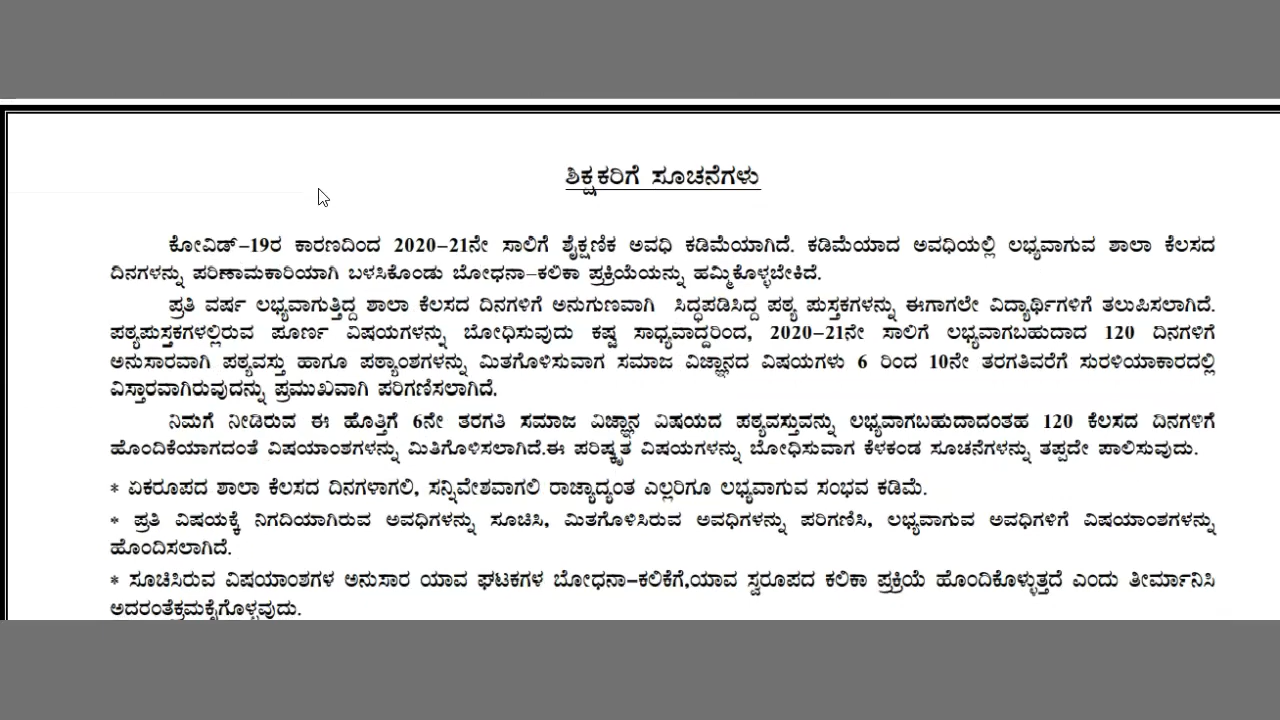 ಶಿಕ್ಷಕರಿಗೆ ಸೂಚನೆಗಳು
ಕೋವಿಡ್-19ರ ಕಾರಣದಿಂದ 2020-21ನೇ ಸಾಲಿಗೆ ಶೈಕ್ಷಣಿಕ ಅವಧಿ ಕಡಿಮೆಯಾಗಿದೆ. ಕಡಿಮೆಯಾದ ಅವಧಿಯಲ್ಲಿ ಲಭ್ಯವಾಗುವ ಶಾಲಾ ಕೆಲಸದ
ದಿನಗಳನ್ನು ಪರಿಣಾಮಕಾರಿಯಾಗಿ ಬಳಸಿಕೊಂಡು ಬೋಧನಾ-ಕಲಿಕಾ ಪ್ರಕ್ರಿಯೆಯನ್ನು ಹಮ್ಮಿಕೊಳ್ಳಬೇಕಿದೆ.
ಪ್ರತಿ ವರ್ಷ ಲಭ್ಯವಾಗುತ್ತಿದ್ದ ಶಾಲಾ ಕೆಲಸದ ದಿನಗಳಿಗೆ ಅನುಗುಣವಾಗಿ ಸಿದ್ಧಪಡಿಸಿದ್ದ ಪಠ್ಯ ಪುಸ್ತಕಗಳನ್ನು ಈಗಾಗಲೇ ವಿದ್ಯಾರ್ಥಿಗಳಿಗೆ ತಲುಪಿಸಲಾಗಿದೆ.
ಪಠ್ಯಪುಸ್ತಕಗಳಲ್ಲಿರುವ ಪೂರ್ಣ ವಿಷಯಗಳನ್ನು ಬೋಧಿಸುವುದು ಕಷ್ಟ ಸಾಧ್ಯವಾದ್ದರಿಂದ, 2020-21ನೇ ಸಾಲಿಗೆ ಲಭ್ಯವಾಗಬಹುದಾದ 120 ದಿನಗಳಿಗೆ
ಅನುಸಾರವಾಗಿ ಪಠ್ಯವಸ್ತು ಹಾಗೂ ಪಠ್ಯಾಂಶಗಳನ್ನು ಮಿತಗೊಳಿಸುವಾಗ ಸಮಾಜ ವಿಜ್ಞಾನದ ವಿಷಯಗಳು 6 ರಿಂದ 10ನೇ ತರಗತಿವರೆಗೆ ಸುರಳಿಯಾಕಾರದಲ್ಲಿ
ವಿಸ್ತಾರವಾಗಿರುವುದನ್ನು ಪ್ರಮುಖವಾಗಿ ಪರಿಗಣಿಸಲಾಗಿದೆ.
ನಿಮಗೆ ನೀಡಿರುವ ಈ ಹೊತ್ತಿಗೆ 6ನೇ ತರಗತಿ ಸಮಾಜ ವಿಜ್ಞಾನ ವಿಷಯದ ಪಠ್ಯವಸ್ತುವನ್ನು ಲಭ್ಯವಾಗಬಹುದಾದಂತಹ 120 ಕೆಲಸದ ದಿನಗಳಿಗೆ
ಹೊಂದಿಕೆಯಾಗದಂತೆ ವಿಷಯಾಂಶಗಳನ್ನು ಮಿತಿಗೊಳಿಸಲಾಗಿದೆ.ಈ ಪರಿಷ್ಕೃತ ವಿಷಯಗಳನ್ನು ಬೋಧಿಸುವಾಗ ಕೆಳಕಂಡ ಸೂಚನೆಗಳನ್ನು ತಪ್ಪದೇ ಪಾಲಿಸುವುದು.
* ಏಕರೂಪದ ಶಾಲಾ ಕೆಲಸದ ದಿನಗಳಾಗಲಿ, ಸನ್ನಿವೇಶವಾಗಲಿ ರಾಜ್ಯಾದ್ಯಂತ ಎಲ್ಲರಿಗೂ ಲಭ್ಯವಾಗುವ ಸಂಭವ ಕಡಿಮೆ.
* ಪ್ರತಿ ವಿಷಯಕ್ಕೆ ನಿಗದಿಯಾಗಿರುವ ಅವಧಿಗಳನ್ನು ಸೂಚಿಸಿ, ಮಿತಗೊಳಿಸಿರುವ ಅವಧಿಗಳನ್ನು ಪರಿಗಣಿಸಿ, ಲಭ್ಯವಾಗುವ ಅವಧಿಗಳಿಗೆ ವಿಷಯಾಂಶಗಳನ್ನು
ಹೊಂದಿಸಲಾಗಿದೆ.
* ಸೂಚಿಸಿರುವ ವಿಷಯಾಂಶಗಳ ಅನುಸಾರ ಯಾವ ಘಟಕಗಳ ಬೋಧನಾ-ಕಲಿಕೆಗೆ,ಯಾವ ಸ್ವರೂಪದ ಕಲಿಕಾ ಪ್ರಕ್ರಿಯೆ ಹೊಂದಿಕೊಳ್ಳುತ್ತದೆ ಎಂದು ತೀರ್ಮಾನಿಸಿ
ಅದರಂತೆಕ್ರಮಕೈಗೊಳ್ಳವುದು.